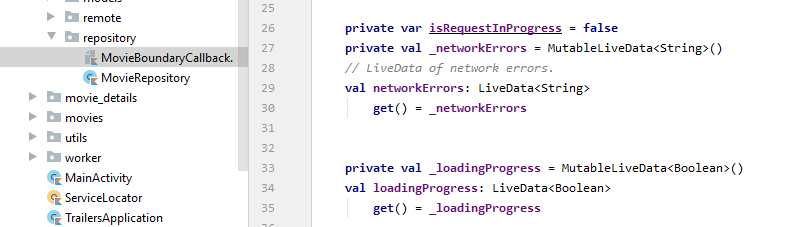 models
remote
repository
MovieBoundaryCallback.
MovieRepository
movie_details
movies
utils
worker
MainActivity
ServiceLocator
TrailersApplication
25
26 private var isRequestInProgress = false
27 private val _networkErrors = MutableLiveData<String>()
28 // LiveData of network errors.
29 val networkErrors: LiveData<String>
30 get() = _networkErrors
31
32
33 private val _loadingProgress = MutableLiveData<Boolean>()
34 val loadingProgress: LiveData<Boolean>
35 get() = _loadingProgress
36